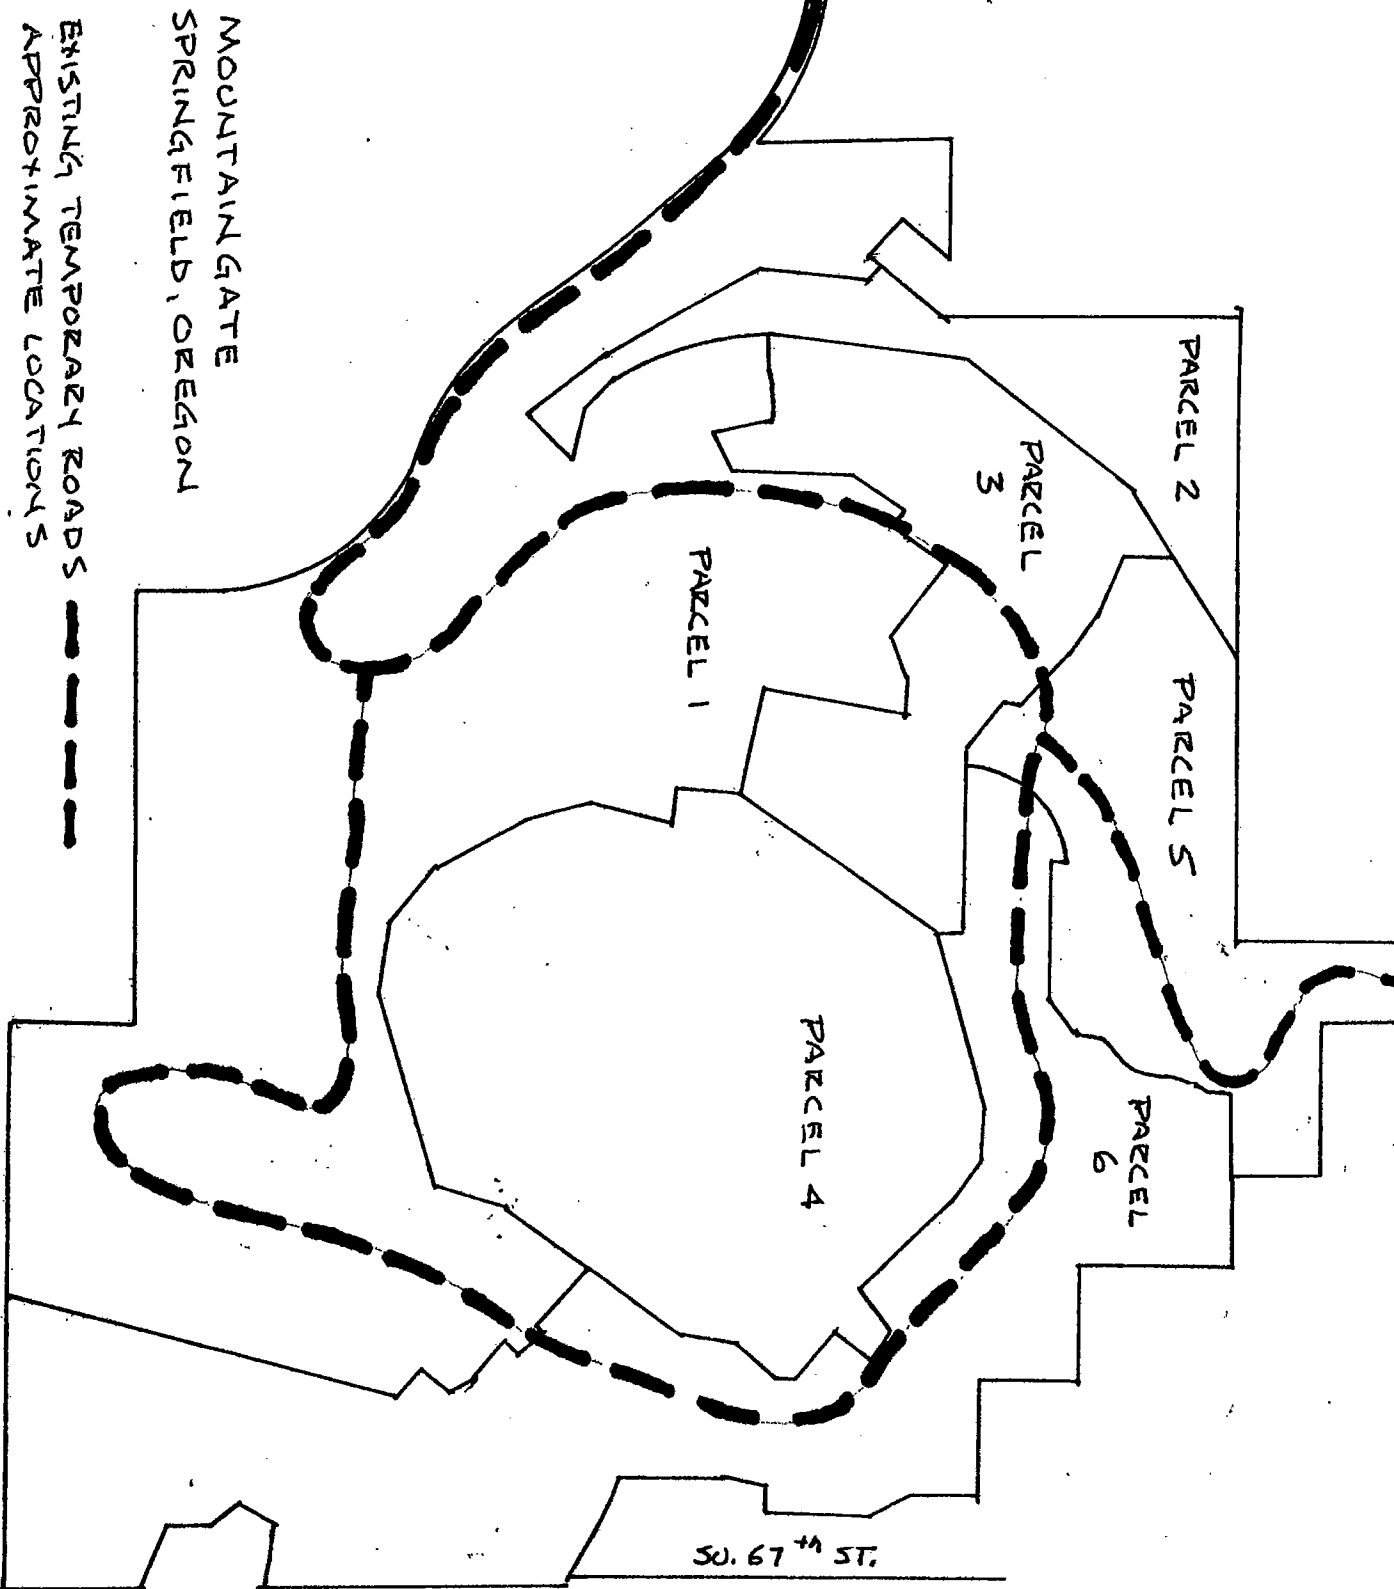 MOUNTAINGATE
SPRINGFIELD, OREGON
EXISTING TEMPORARY ROADS
APPROXIMATE LOCATIONS
PARCEL 2
PARCEL
3
PARCEL 1
PARCEL 5
PARCEL 4
PARCEL
6
SO. 67th ST.